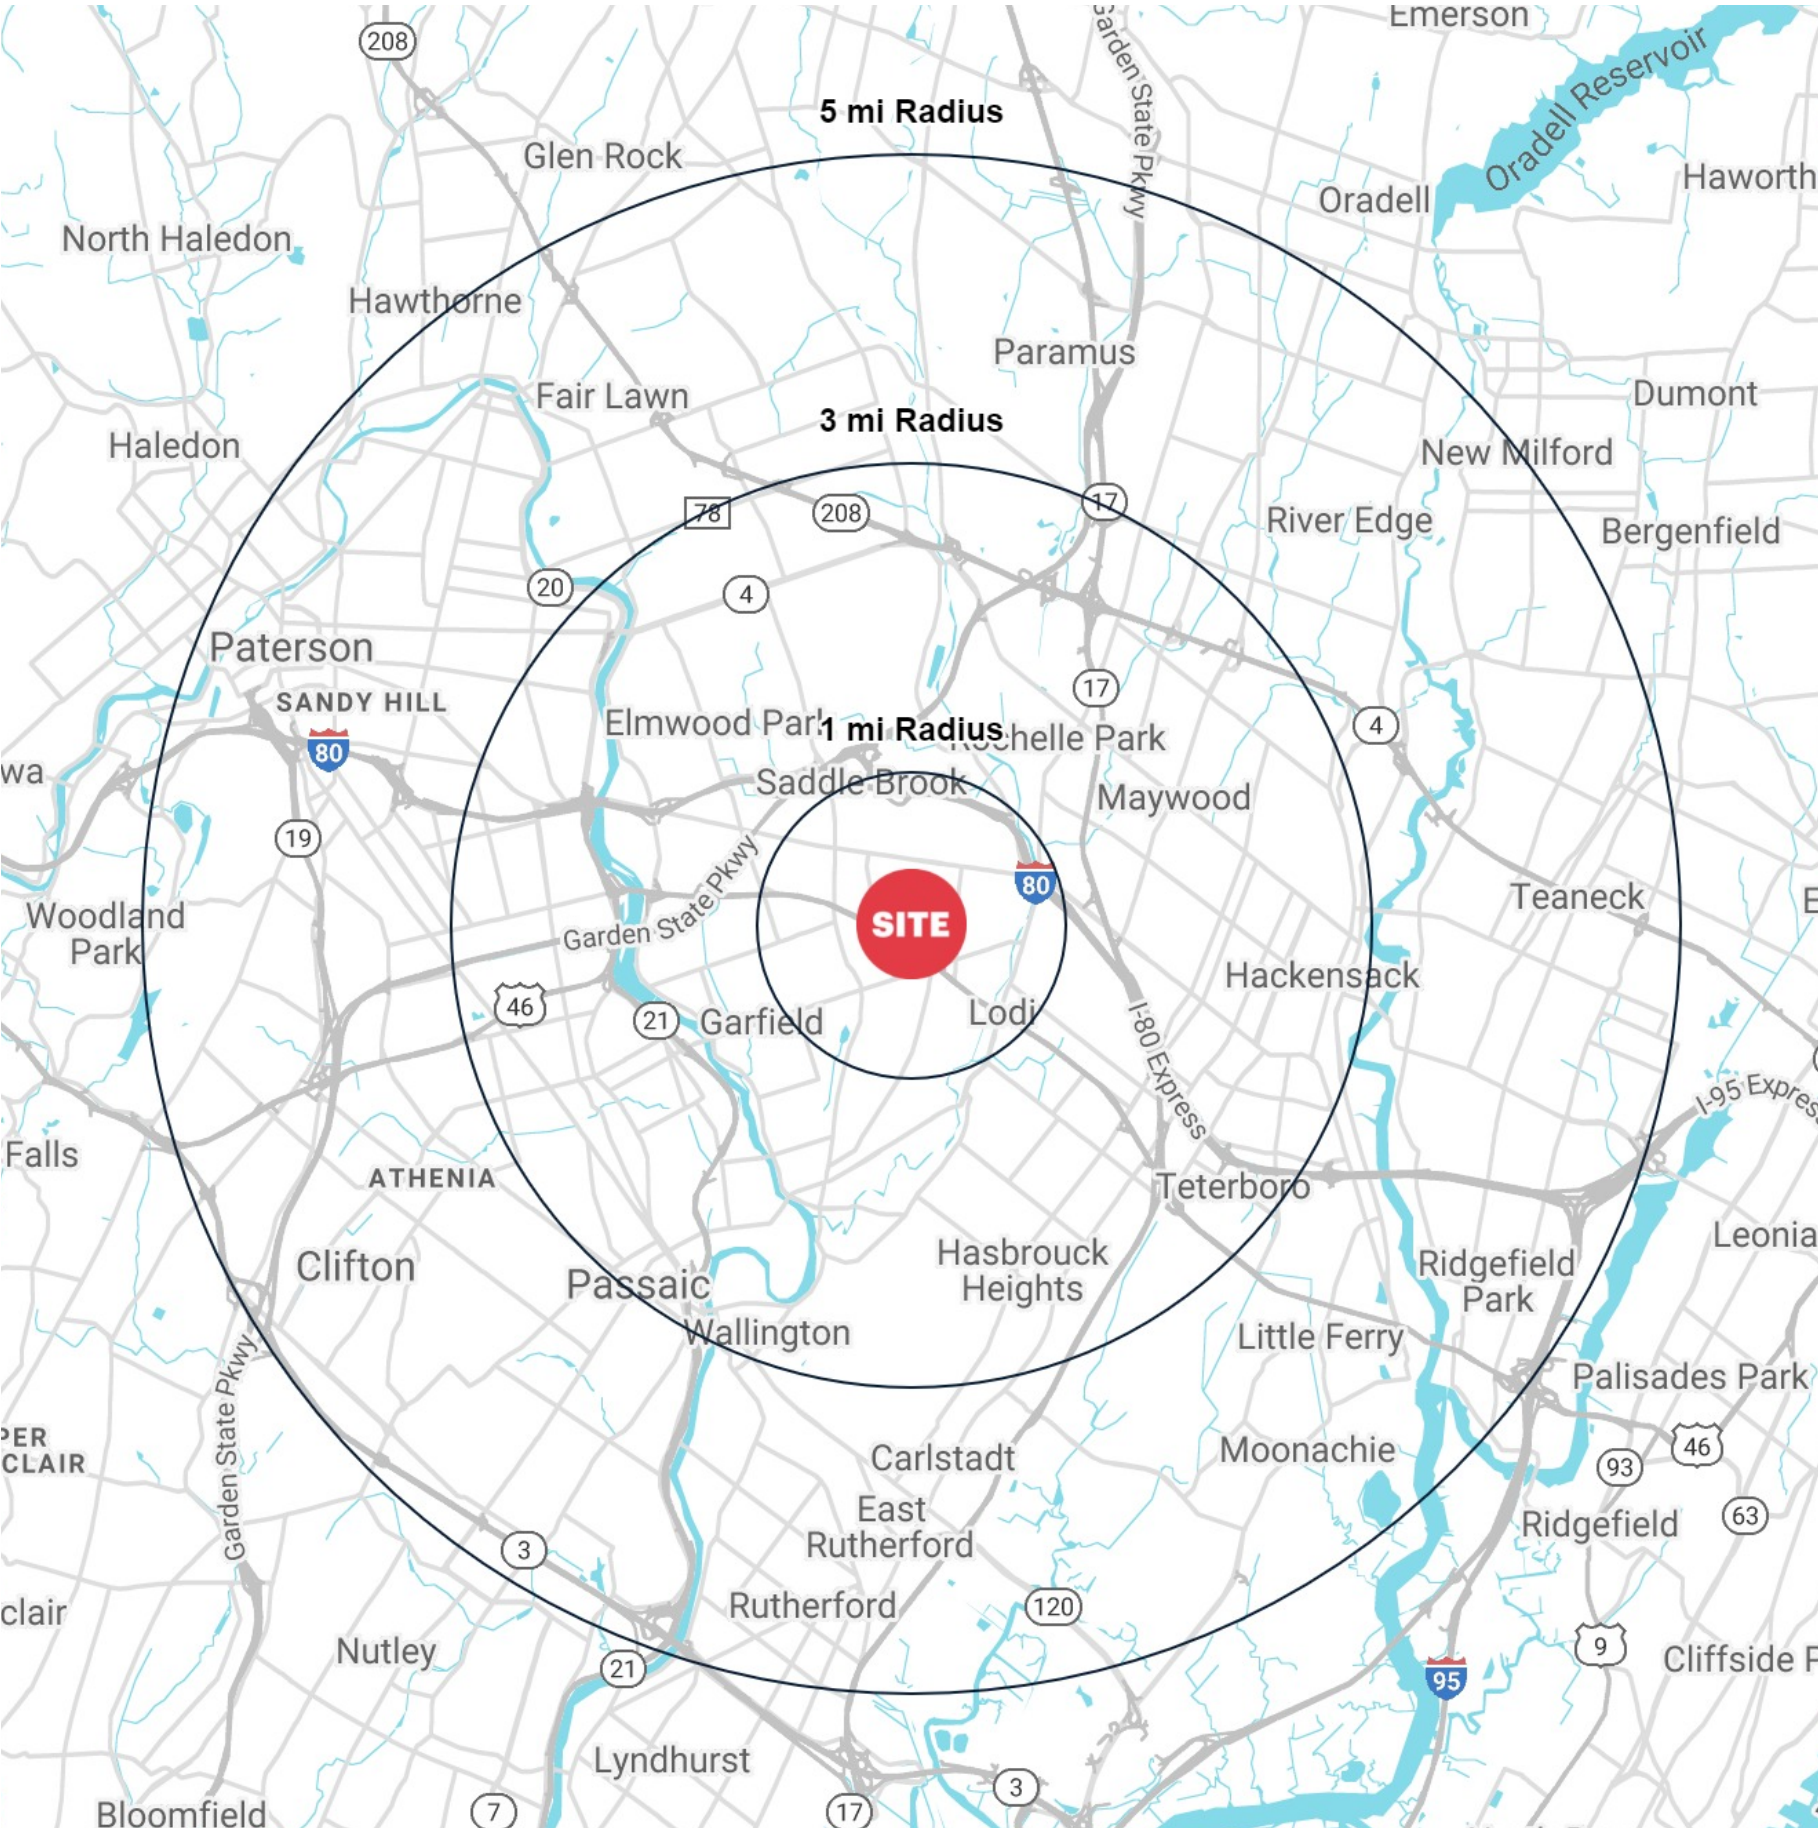 Emerson
208
Garden State Pkwy
Oradell Reservoir
5 mi Radius
Glen Rock
Haworth
Oradell
North Haledon
Hawthorne
Paramus
Fair Lawn
Dumont
3 mi Radius
Haledon
New Milford
17
78
208
River Edge
Bergenfield
20
4
Paterson
17
SANDY HILL
Elmwood Park
1 mi Radius
Rochelle Park
4
80
wa
Saddle Brook
Maywood
19
80
Garden State Pkwy
Teaneck
E
Woodland
Park
SITE
Hackensack
46
21
Garfield
Lodi
I-80 Express
I-95 Express
Falls
ATHENIA
Teterboro
Leonia
Clifton
Passaic
Hasbrouck
Heights
Ridgefield
Park
Wallington
Little Ferry
Garden State Pkwy
Palisades Park
PER
CLAIR
Carlstadt
Moonachie
46
93
East
Rutherford
63
Ridgefield
3
clair
Rutherford
120
Nutley
9
21
95
Cliffside P
Lyndhurst
3
Bloomfield
7
17